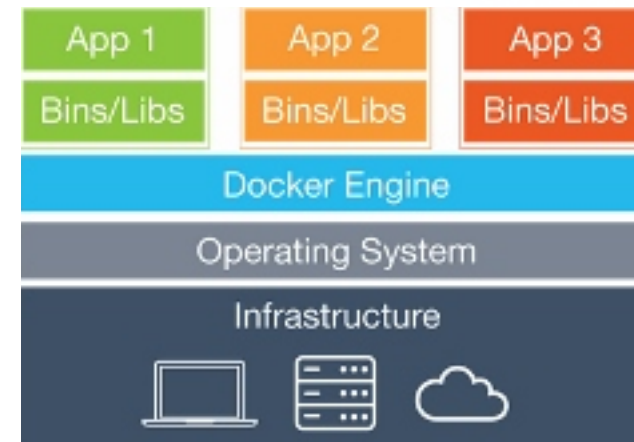 App 1 App 2 App 3
Bins/Libs Bins/Libs Bins/Libs
Docker Engine
Operating System
Infrastructure